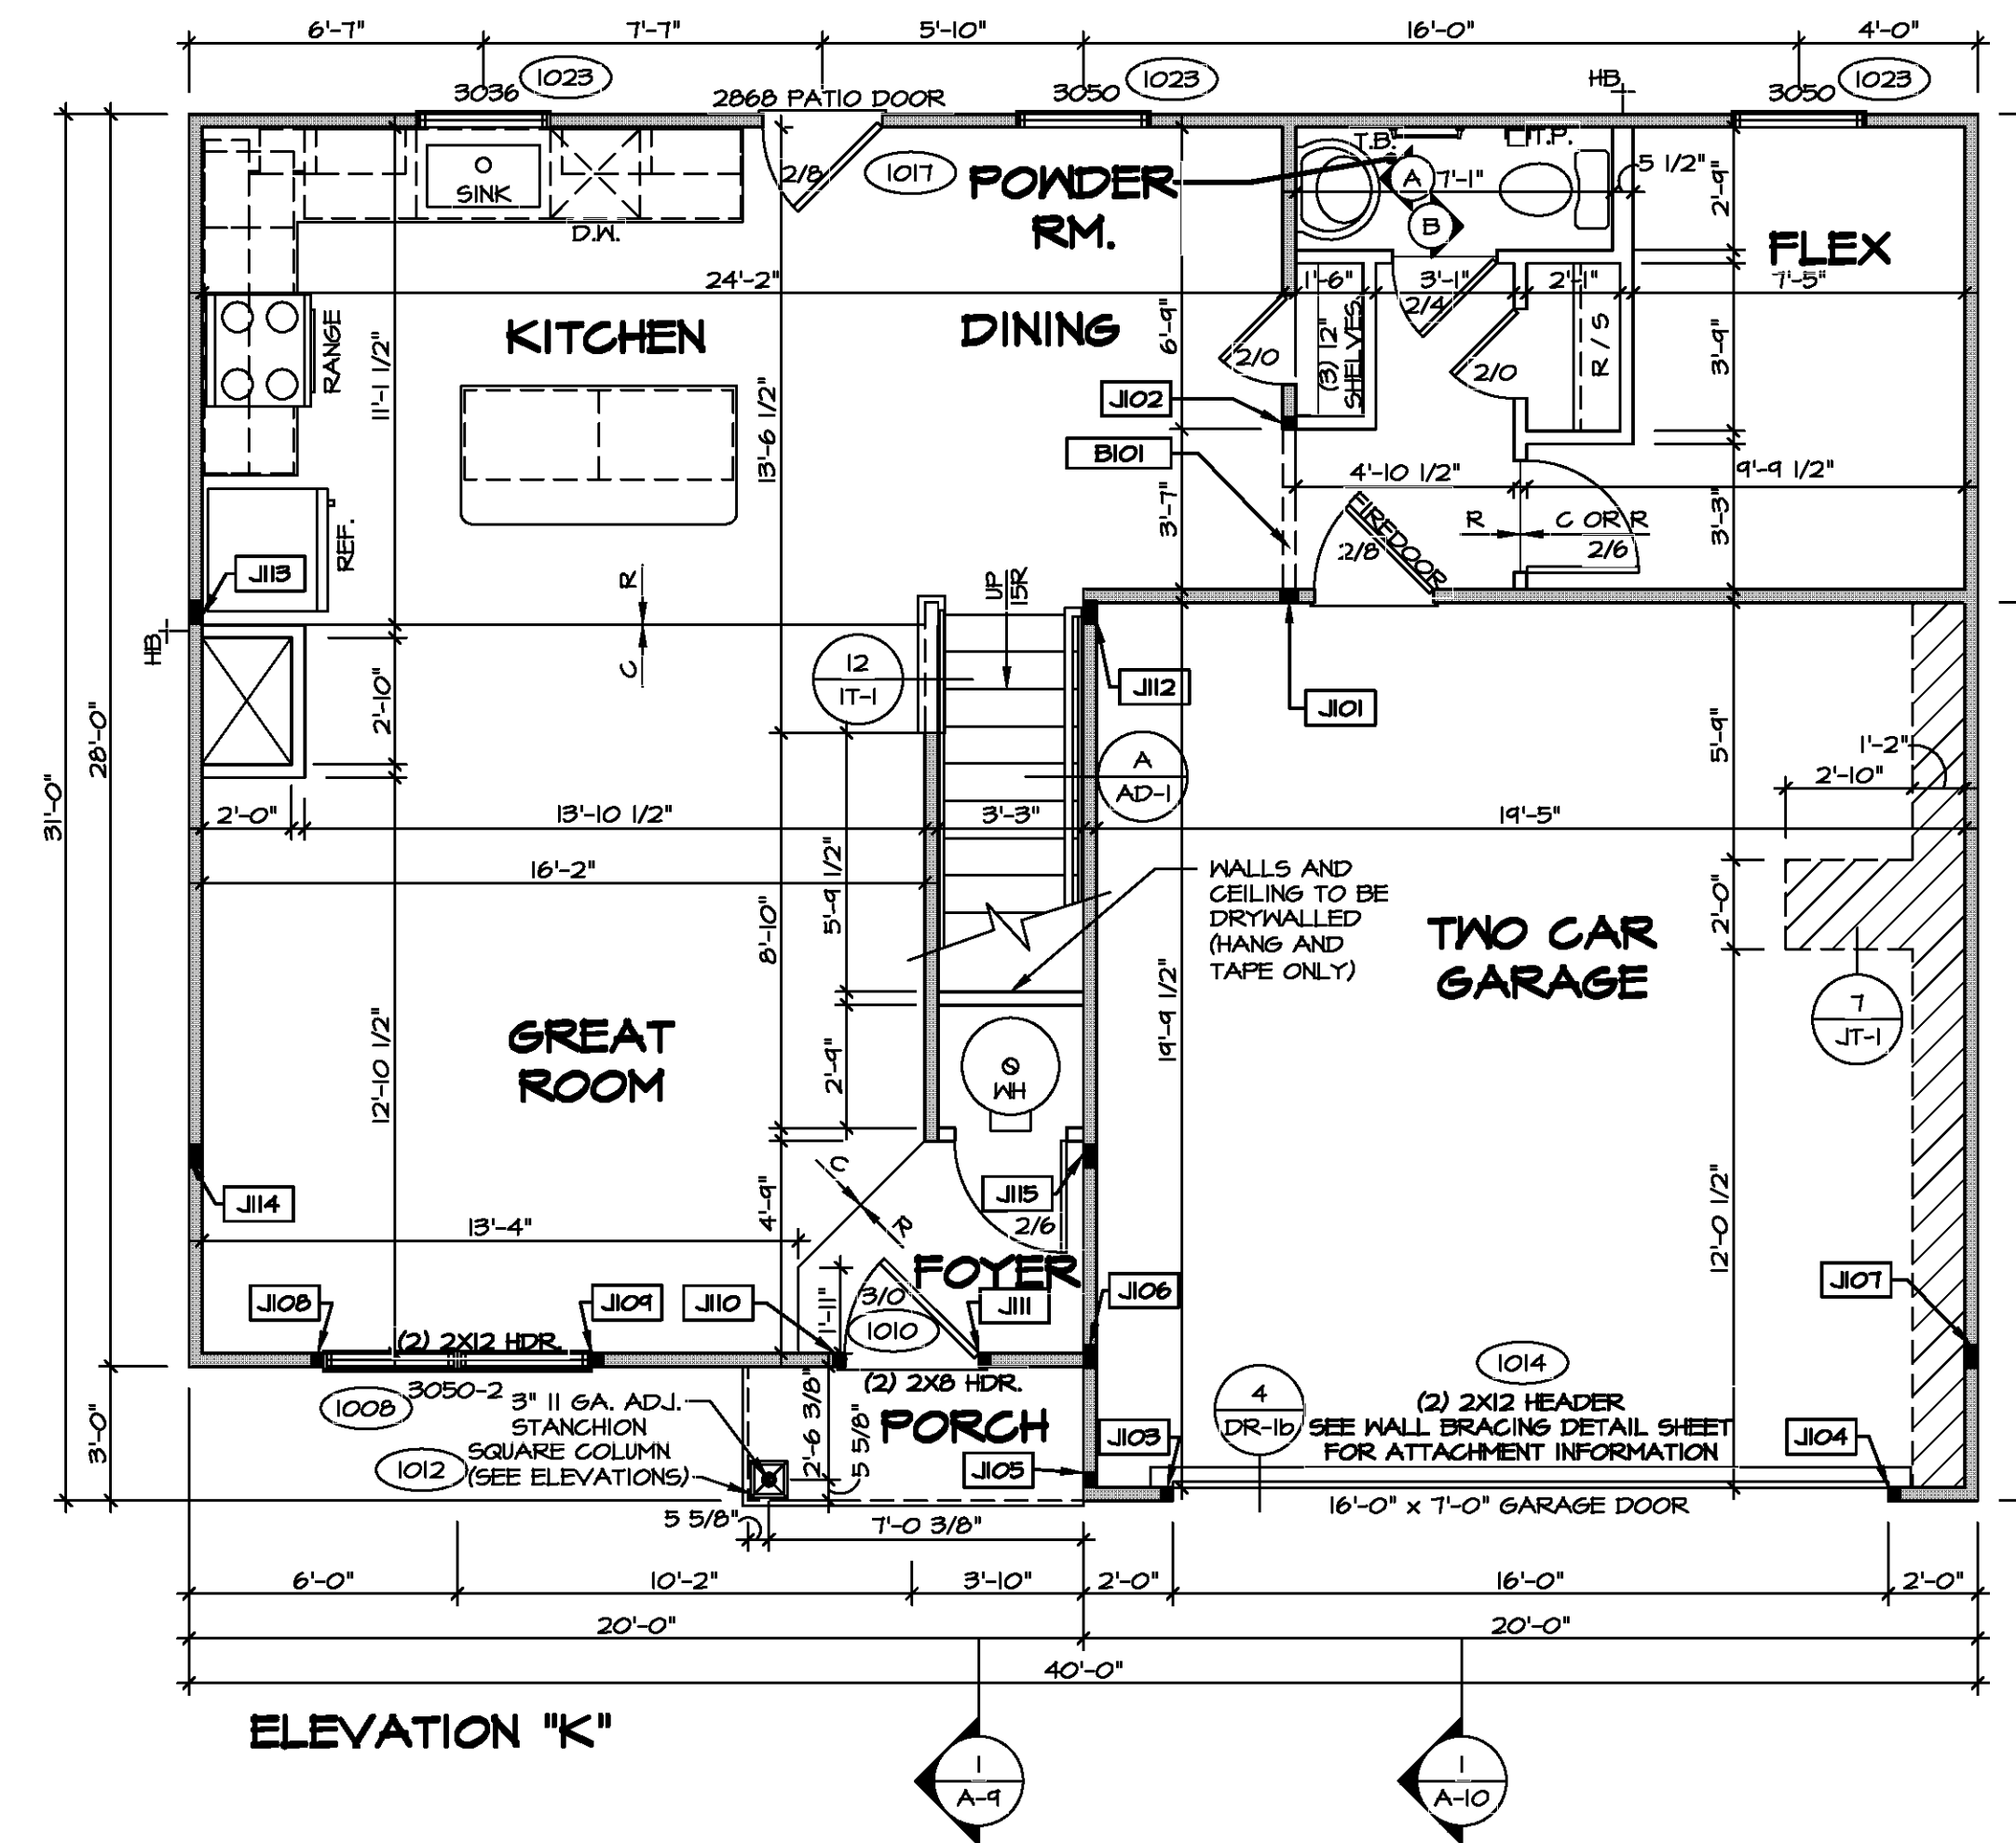 6'-7" 7'-7" 5'-10" 16'-0" 4'-0"
3036 1023 2868 PATIO DOOR 3050 1023 HB 3050 1023
SINK
D.W.
2/8
1017
POWDER
RM.
T.B.
T.P.
A
7'-1"
B
5 1/2"
2'-9"
FLEX
24'-2"
1'-6"
3'-1"
2'-1"
7'-5"
2/4
RANGE
KITCHEN
DINING
11'-1 1/2"
13'-6 1/2"
6'-9"
2/0
(3) 12"
SHELVES
2/0
R / S
3'-9"
J102
B101
4'-10 1/2"
9'-9 1/2"
3'-7"
FIREDOOR
2/8
R
C OR R
2/6
3'-3"
REF.
J113
HB
R
C
UP
15R
12
IT-1
J112
J101
A
AD-1
28'-0"
31'-0"
2'-10"
5'-9"
1'-2"
2'-10"
2'-0"
13'-10 1/2"
3'-3"
19'-5"
16'-2"
5'-9 1/2"
8'-10"
WALLS AND
CEILING TO BE
DRYWALLED
(HANG AND
TAPE ONLY)
TWO CAR
GARAGE
2'-0"
19'-9 1/2"
7
JT-1
GREAT
ROOM
12'-10 1/2"
2'-9"
WH
C
R
J114
J115
2/6
4'-9"
13'-4"
12'-0 1/2"
FOYER
J108
J109
J110
3/0
1'-11"
1010
J111
J106
J107
(2) 2X12 HDR.
3050-2
1008
3" 11 GA. ADJ.
STANCHION
SQUARE COLUMN
(SEE ELEVATIONS)
1012
(2) 2X8 HDR.
PORCH
2'-6 3/8"
5 5/8"
J105
J103
4
DR-1b
1014
(2) 2X12 HEADER
SEE WALL BRACING DETAIL SHEET
FOR ATTACHMENT INFORMATION
J104
3'-0"
16'-0" x 7'-0" GARAGE DOOR
5 5/8"
7'-0 3/8"
6'-0" 10'-2" 3'-10" 2'-0" 16'-0" 2'-0"
20'-0" 20'-0"
40'-0"
ELEVATION "K"
1
A-9
1
A-10